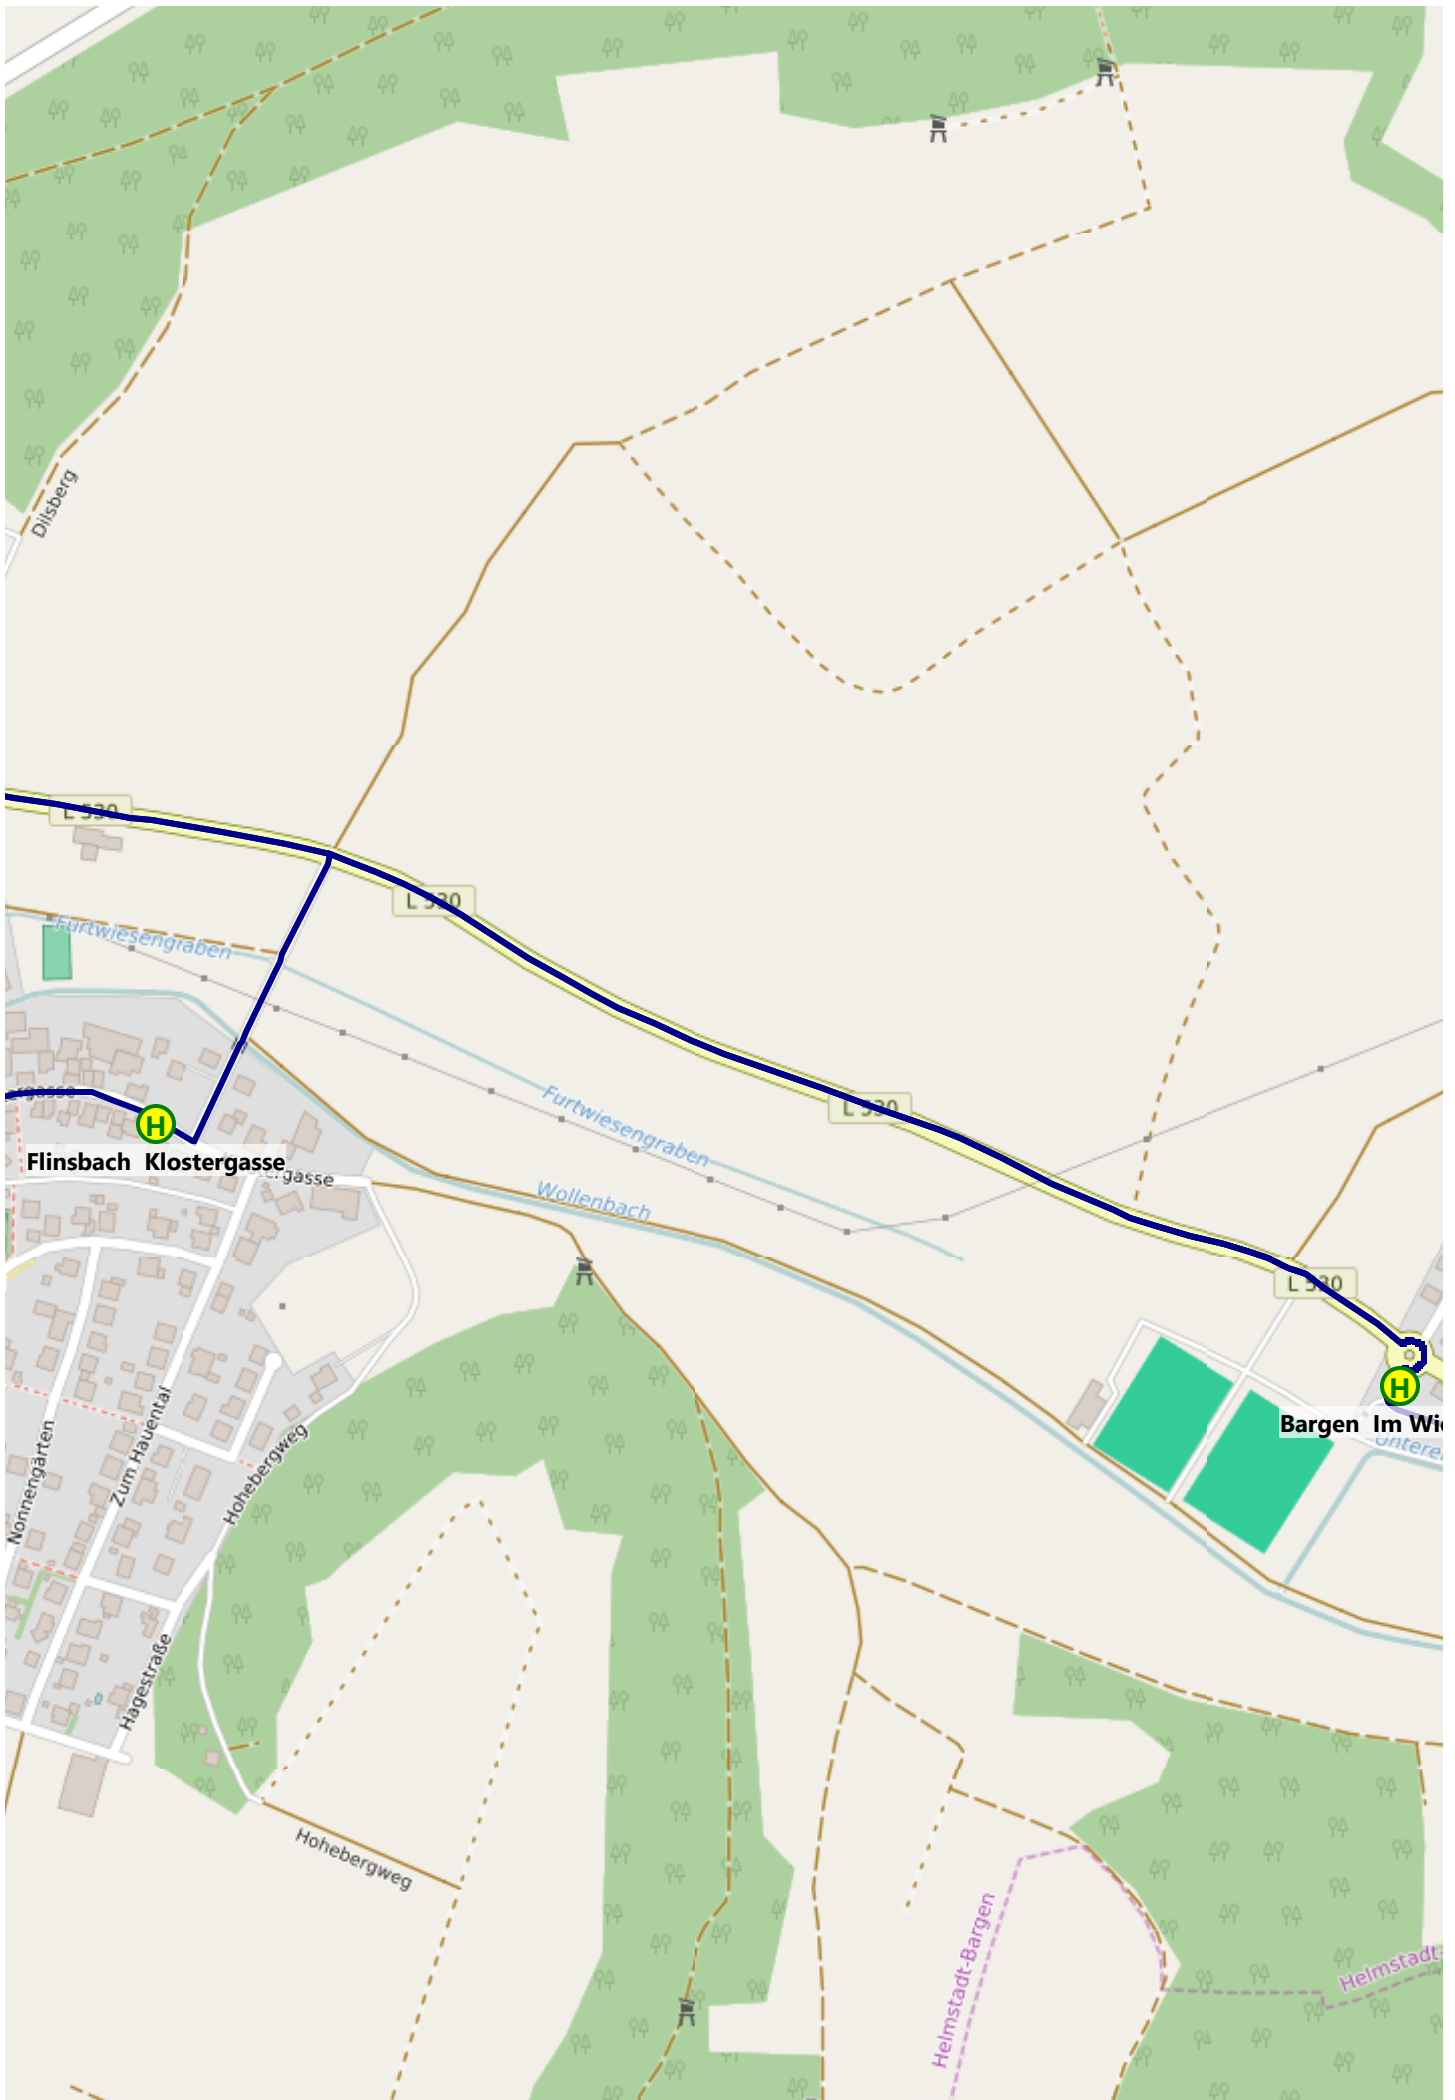 Dilsberg
L 530
L 530
Furtwiesengraben
Furtwiesengraben
L 530
Flinsbach Klostergasse
Wollenbach
L 530
Bargen Im Wie
Untere
Nonnengärten
Zum Hauental
Hohebergweg
Hagestraße
Hohebergweg
Helmstadt-Bargen
Helmstadt-